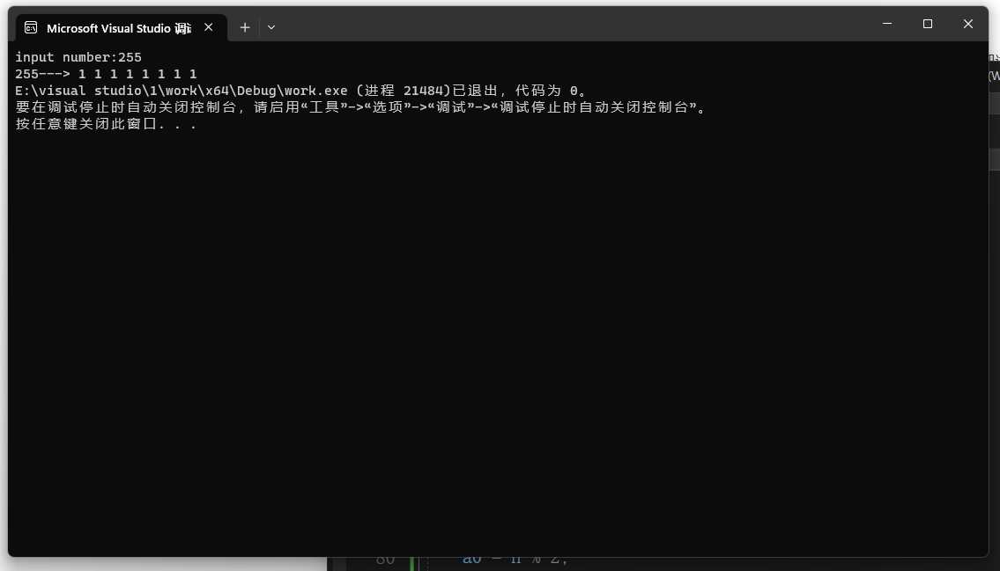 Microsoft Visual Studio 调试
input number:255
255---> 1 1 1 1 1 1 1 1
E:\visual studio\1\work\x64\Debug\work.exe (进程 21484)已退出，代码为 0。
要在调试停止时自动关闭控制台，请启用“工具”->“选项”->“调试”->“调试停止时自动关闭控制台”。
按任意键关闭此窗口. . .
(W
80 a0 = n % 2;